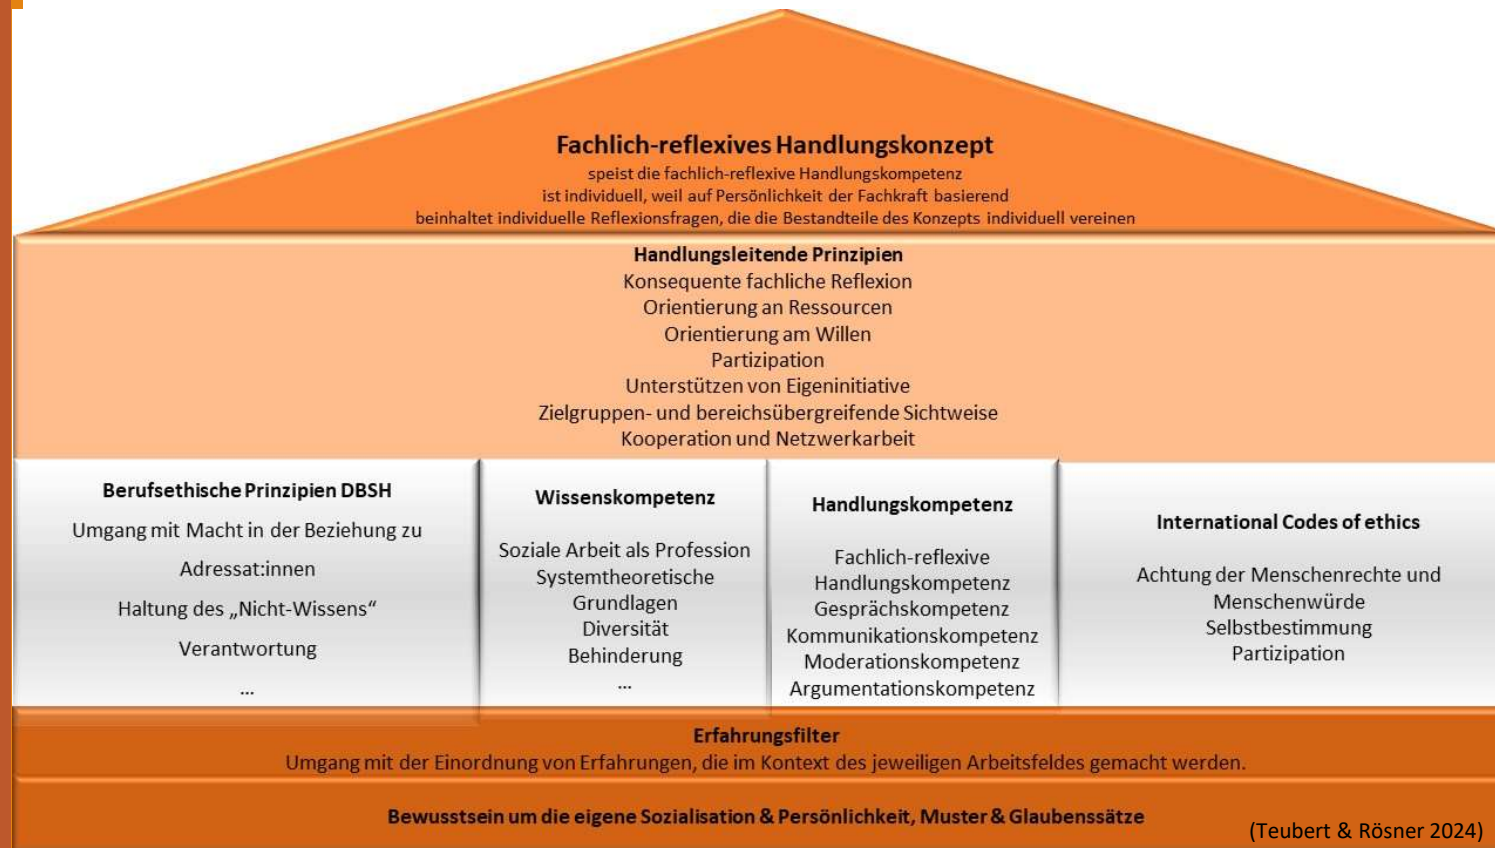 Fachlich-reflexives Handlungskonzept
speist die fachlich-reflexive Handlungskompetenz
ist individuell, weil auf Persönlichkeit der Fachkraft basierend
beinhaltet individuelle Reflexionsfragen, die die Bestandteile des Konzepts individuell vereinen
Handlungsleitende Prinzipien
Konsequente fachliche Reflexion
Orientierung an Ressourcen
Orientierung am Willen
Partizipation
Unterstützen von Eigeninitiative
Zielgruppen- und bereichsübergreifende Sichtweise
Kooperation und Netzwerkarbeit
Berufsethische Prinzipien DBSH
Umgang mit Macht in der Beziehung zu
Adressat:innen
Haltung des „Nicht-Wissens“
Verantwortung
...
Wissenskompetenz
Soziale Arbeit als Profession
Systemtheoretische
Grundlagen
Diversität
Behinderung
...
Handlungskompetenz
Fachlich-reflexive
Handlungskompetenz
Gesprächskompetenz
Kommunikationskompetenz
Moderationskompetenz
Argumentationskompetenz
International Codes of ethics
Achtung der Menschenrechte und
Menschenwürde
Selbstbestimmung
Partizipation
Erfahrungsfilter
Umgang mit der Einordnung von Erfahrungen, die im Kontext des jeweiligen Arbeitsfeldes gemacht werden.
Bewusstsein um die eigene Sozialisation & Persönlichkeit, Muster & Glaubenssätze
(Teubert & Rösner 2024)